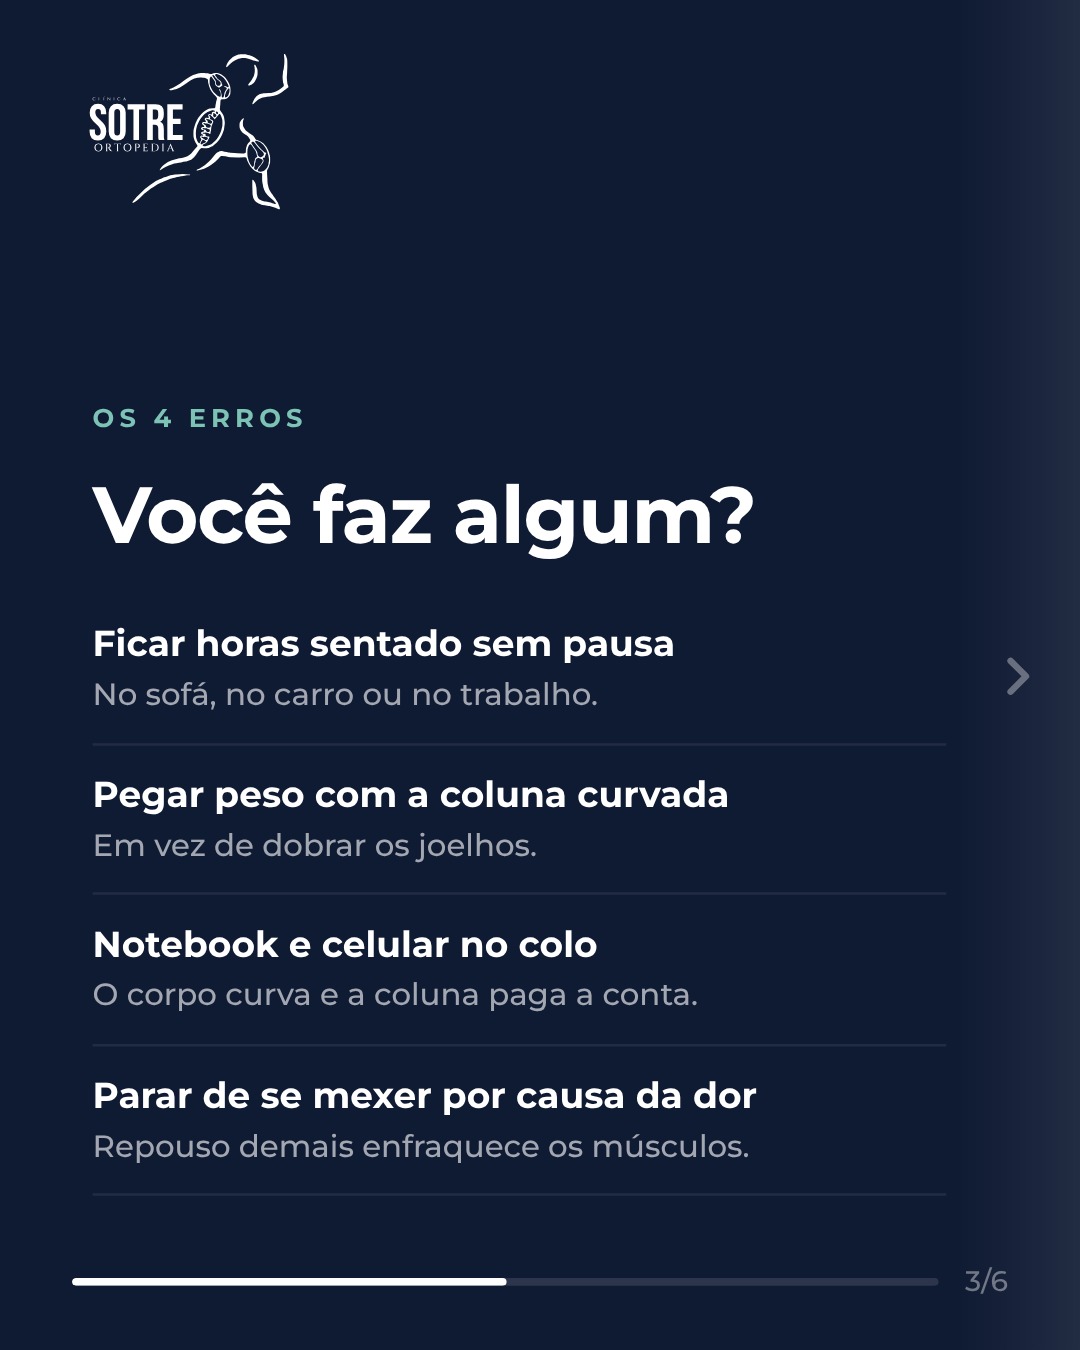 CLÍNICA
SOTRE
ORTOPEDIA
OS 4 ERROS
Você faz algum?
Ficar horas sentado sem pausa
No sofá, no carro ou no trabalho.
Pegar peso com a coluna curvada
Em vez de dobrar os joelhos.
Notebook e celular no colo
O corpo curva e a coluna paga a conta.
Parar de se mexer por causa da dor
Repouso demais enfraquece os músculos.
3/6